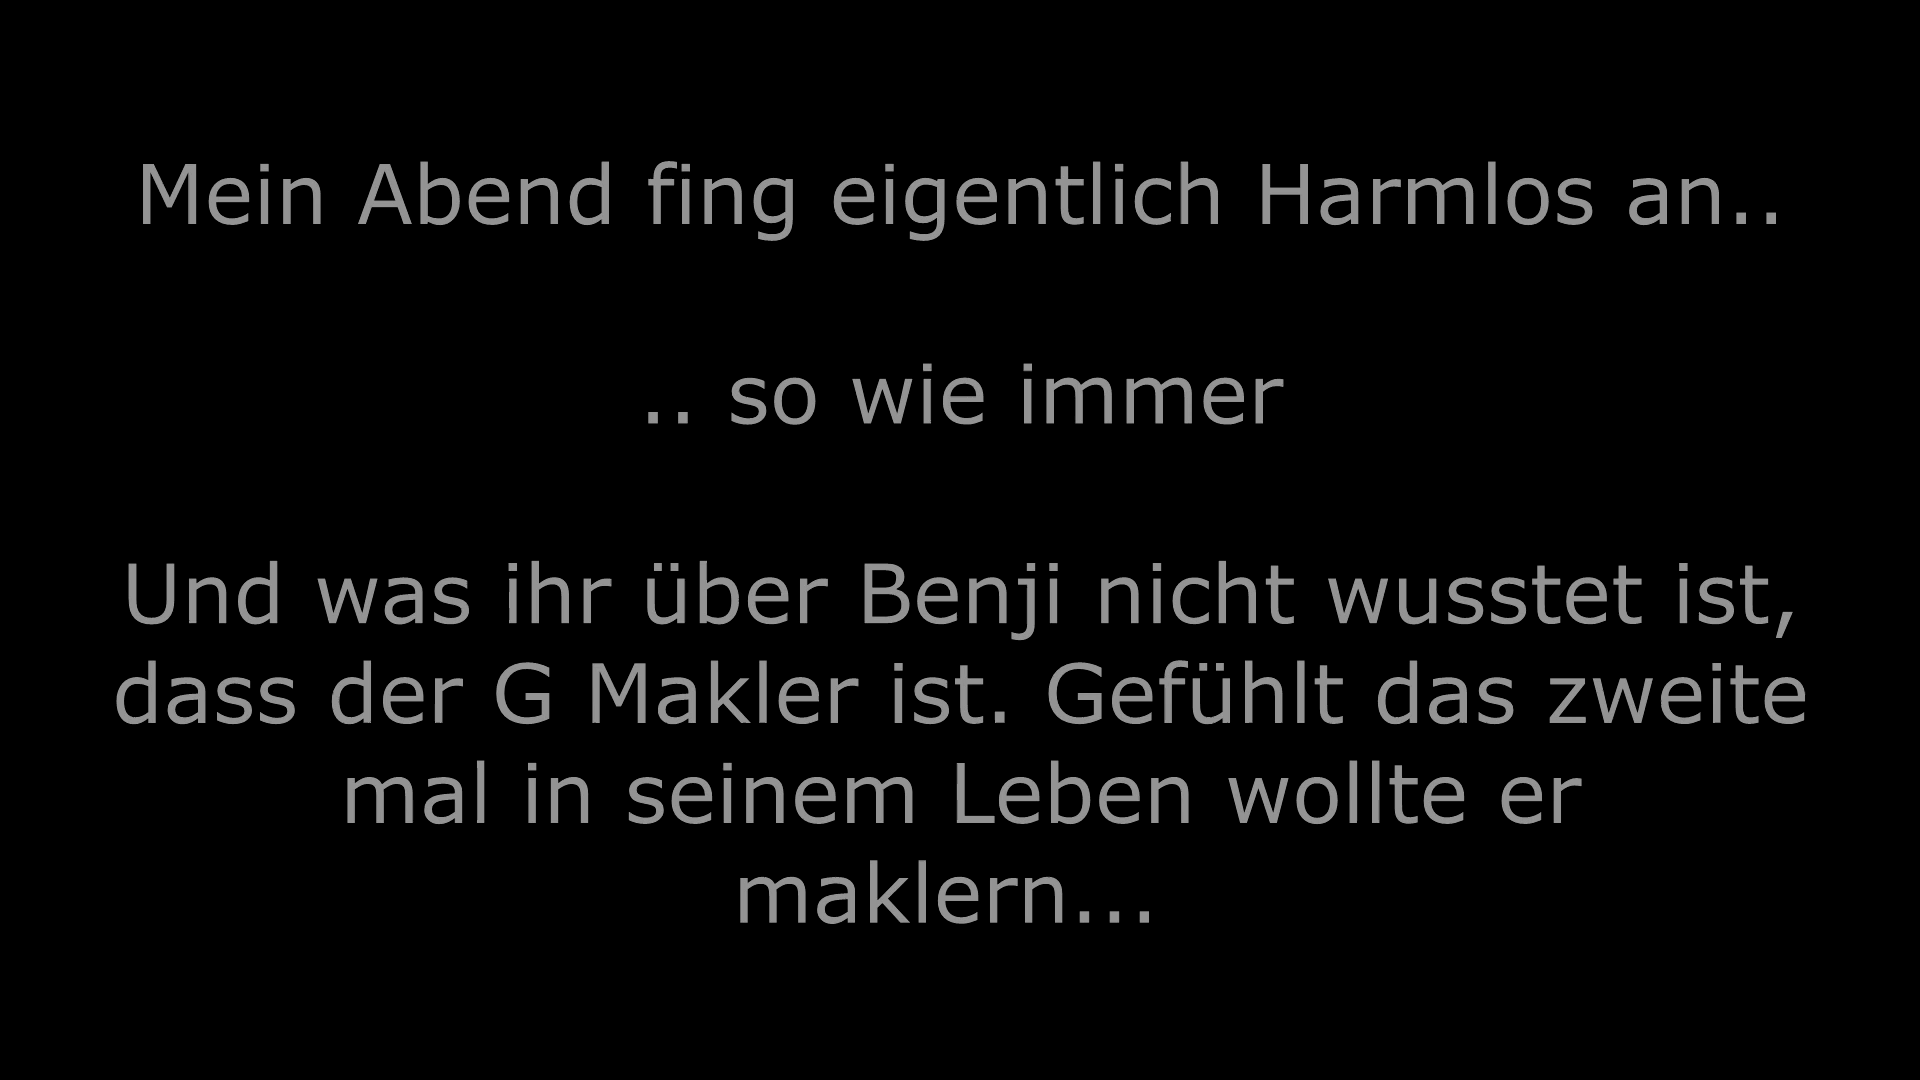 Mein Abend fing eigentlich Harmlos an..
.. so wie immer
Und was ihr über Benji nicht wusstet ist,
dass der G Makler ist. Gefühlt das zweite
mal in seinem Leben wollte er
maklern...